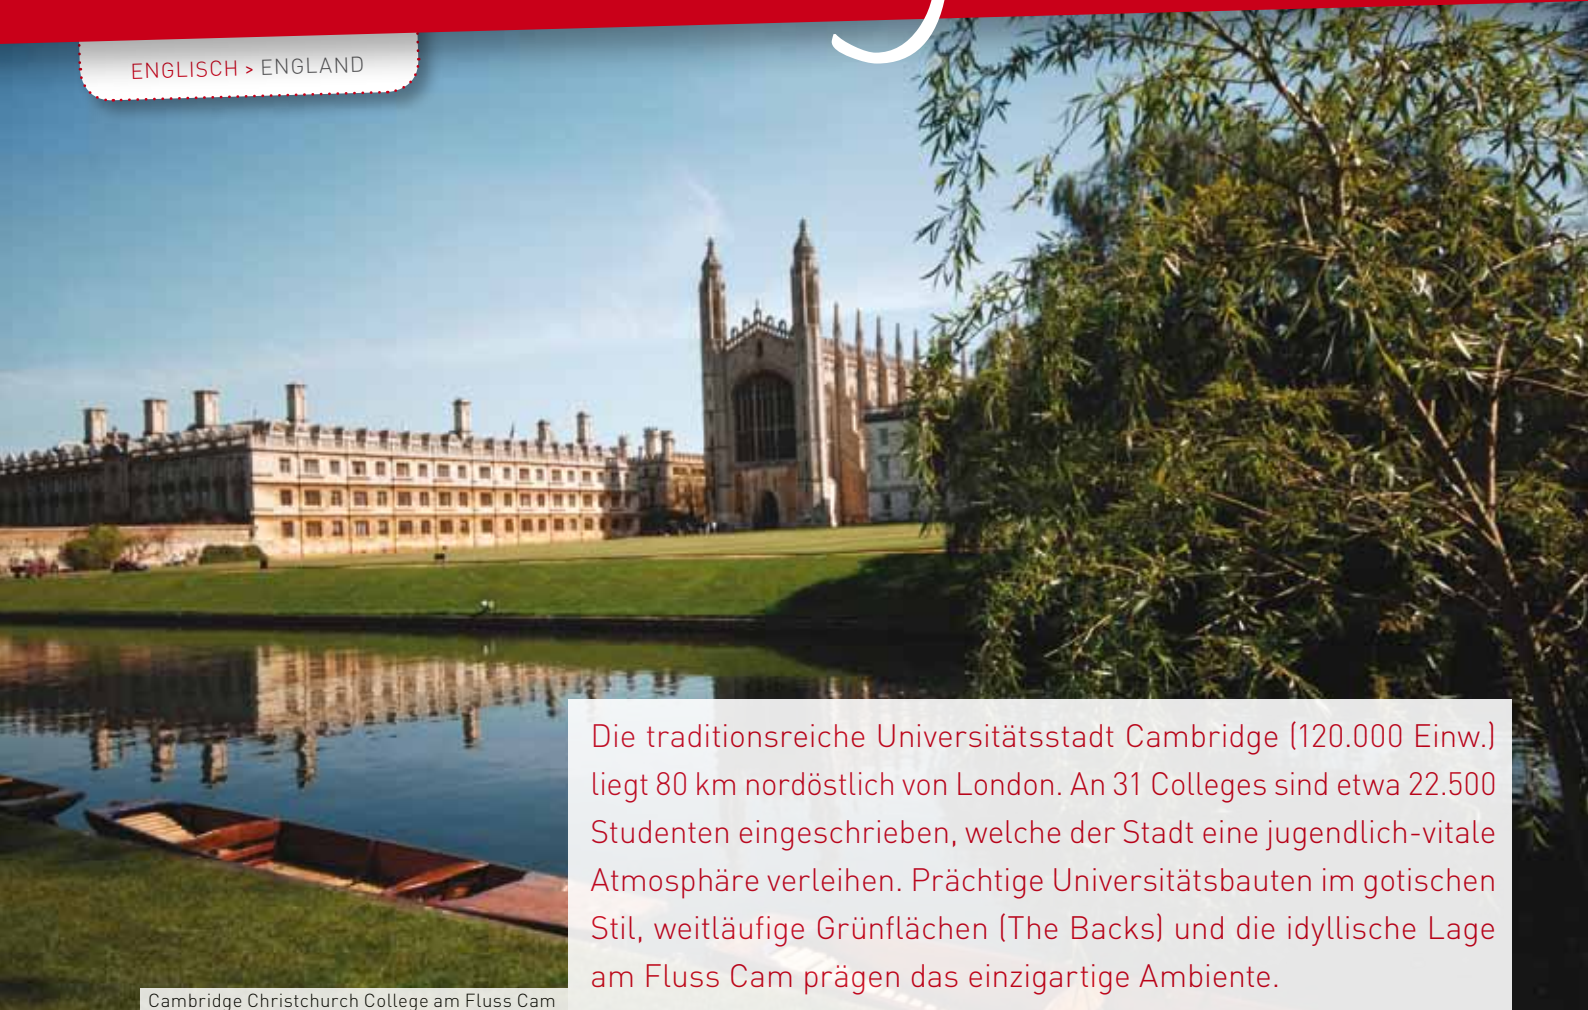 ENGLISCH > ENGLAND
Die traditionsreiche Universitätsstadt Cambridge (120.000 Einw.)
liegt 80 km nordöstlich von London. An 31 Colleges sind etwa 22.500
Studenten eingeschrieben, welche der Stadt eine jugendlich-vitale
Atmosphäre verleihen. Prächtige Universitätsbauten im gotischen
Stil, weitläufige Grünflächen (The Backs) und die idyllische Lage
am Fluss Cam prägen das einzigartige Ambiente.
Cambridge Christchurch College am Fluss Cam